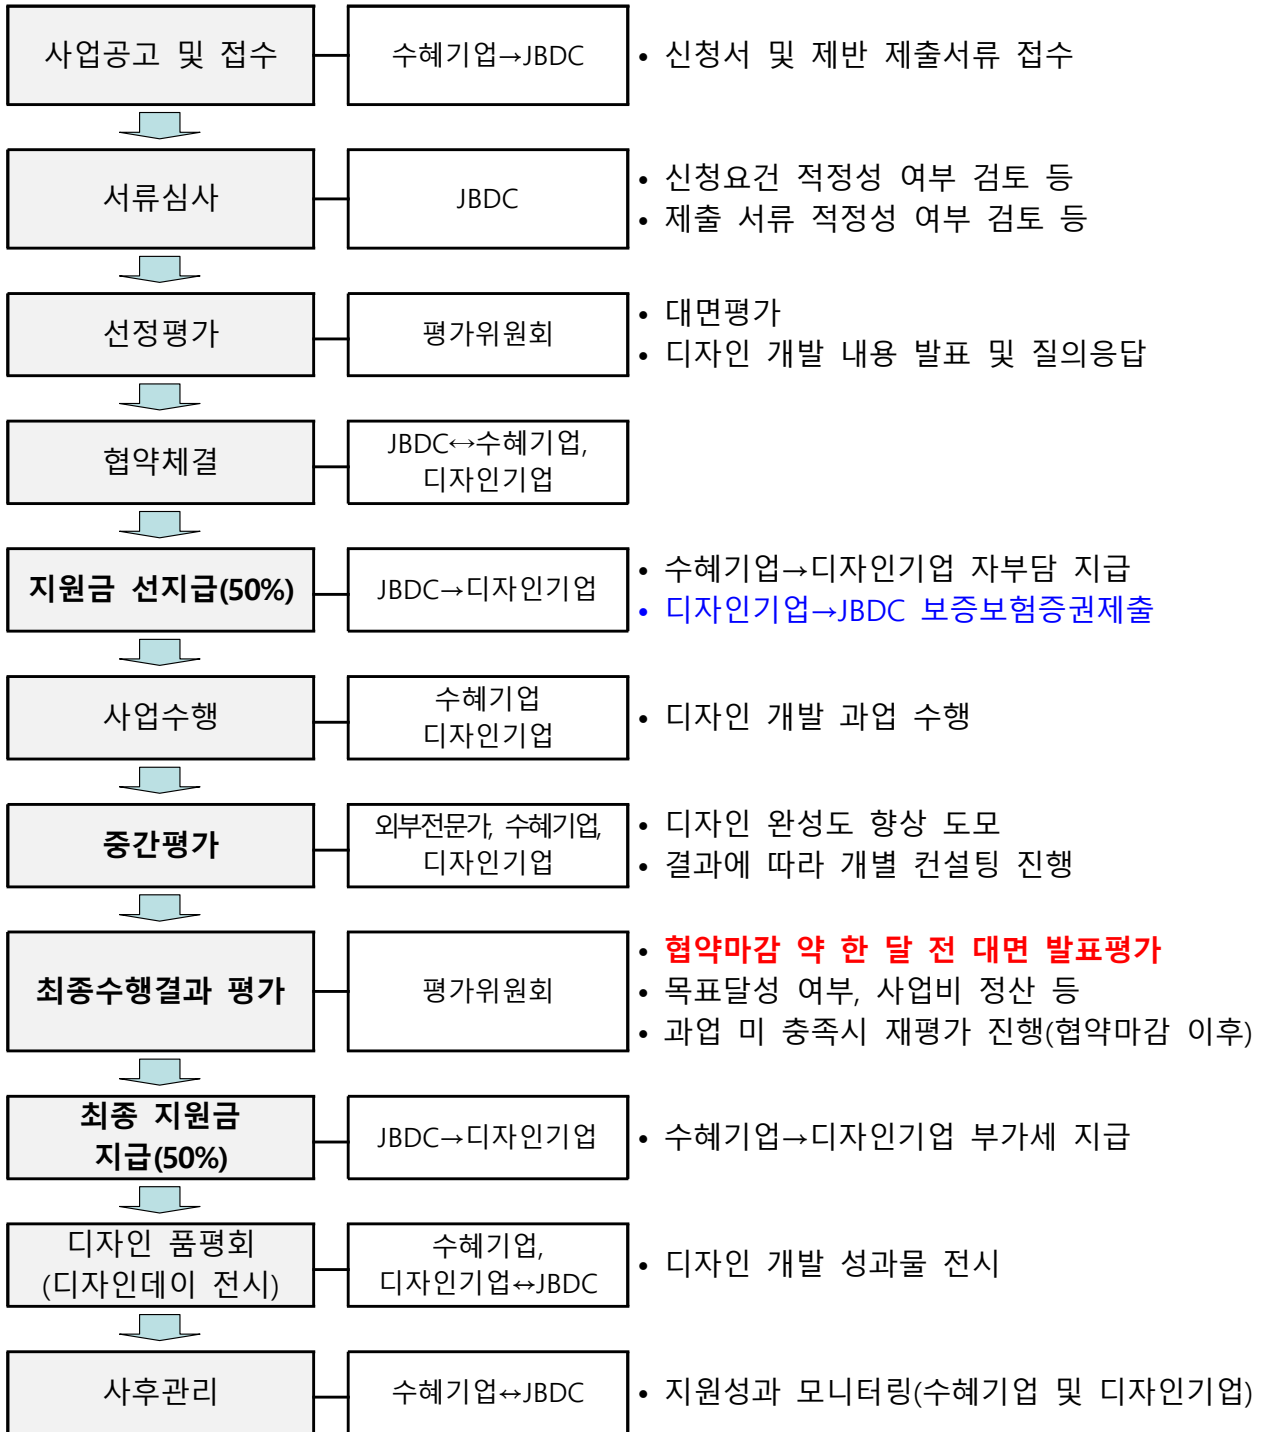 사업공고 및 접수
수혜기업→JBDC
• 신청서 및 제반 제출서류 접수
서류심사
JBDC
• 신청요건 적정성 여부 검토 등
• 제출 서류 적정성 여부 검토 등
선정평가
평가위원회
• 대면평가
• 디자인 개발 내용 발표 및 질의응답
협약체결
JBDC↔수혜기업,
디자인기업
지원금 선지급(50%)
JBDC→디자인기업
• 수혜기업→디자인기업 자부담 지급
• 디자인기업→JBDC 보증보험증권제출
사업수행
수혜기업
디자인기업
• 디자인 개발 과업 수행
중간평가
외부전문가, 수혜기업,
디자인기업
• 디자인 완성도 향상 도모
• 결과에 따라 개별 컨설팅 진행
최종수행결과 평가
평가위원회
• 협약마감 약 한 달 전 대면 발표평가
• 목표달성 여부, 사업비 정산 등
• 과업 미 충족시 재평가 진행(협약마감 이후)
최종 지원금
지급(50%)
JBDC→디자인기업
• 수혜기업→디자인기업 부가세 지급
디자인 품평회
(디자인데이 전시)
수혜기업,
디자인기업↔JBDC
• 디자인 개발 성과물 전시
사후관리
수혜기업↔JBDC
• 지원성과 모니터링(수혜기업 및 디자인기업)